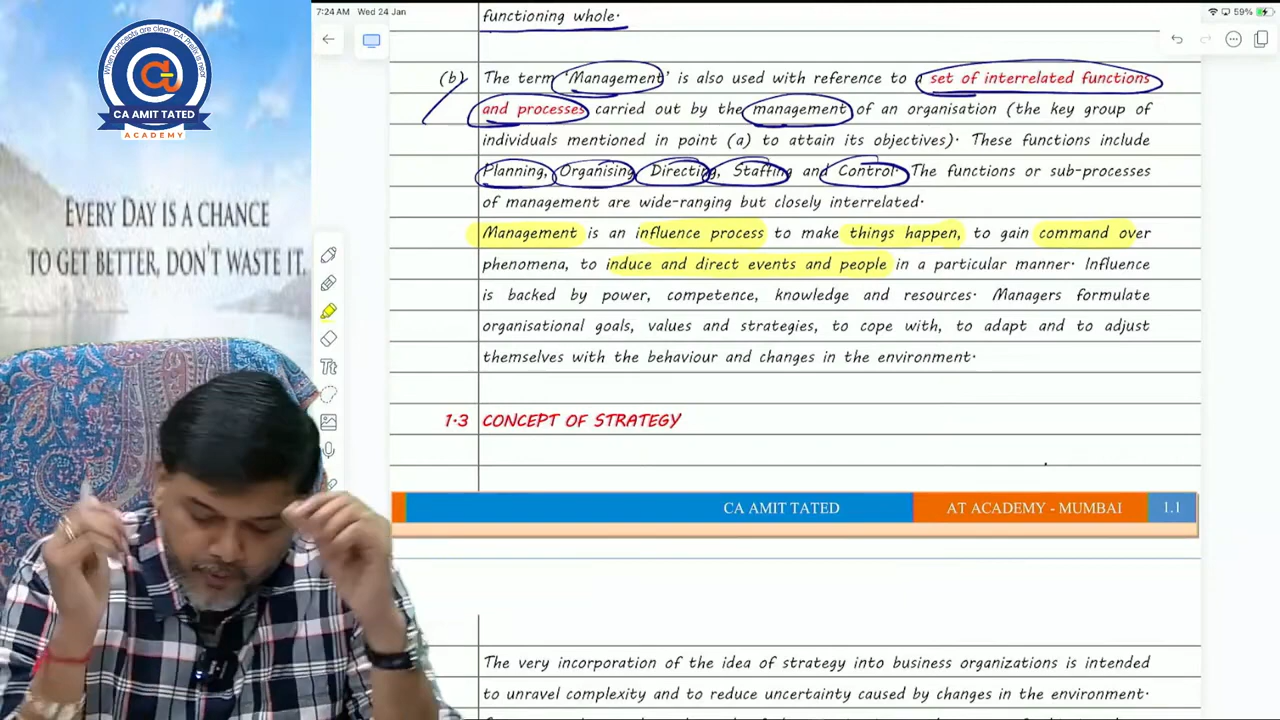 7:24 AM Wed 24 Jan
59%
When concepts are clear 'CA' Prefix is near
CA AMIT TATED
ACADEMY
EVERY DAY IS A CHANCE
TO GET BETTER, DON'T WASTE IT.
functioning whole.
(b) The term 'Management' is also used with reference to a set of interrelated functions
and processes carried out by the management of an organisation (the key group of
individuals mentioned in point (a) to attain its objectives). These functions include
Planning, Organising, Directing, Staffing and Control. The functions or sub-processes
of management are wide-ranging but closely interrelated.
Management is an influence process to make things happen, to gain command over
phenomena, to induce and direct events and people in a particular manner. Influence
is backed by power, competence, knowledge and resources. Managers formulate
organisational goals, values and strategies, to cope with, to adapt and to adjust
themselves with the behaviour and changes in the environment.
1.3 CONCEPT OF STRATEGY
CA AMIT TATED AT ACADEMY - MUMBAI 1.1
The very incorporation of the idea of strategy into business organizations is intended
to unravel complexity and to reduce uncertainty caused by changes in the environment.